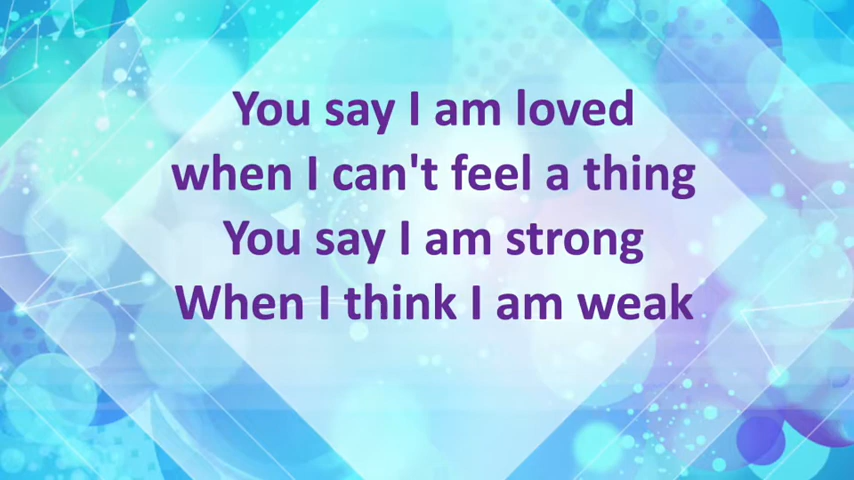 You say I am loved
when I can't feel a thing
You say I am strong
When I think I am weak